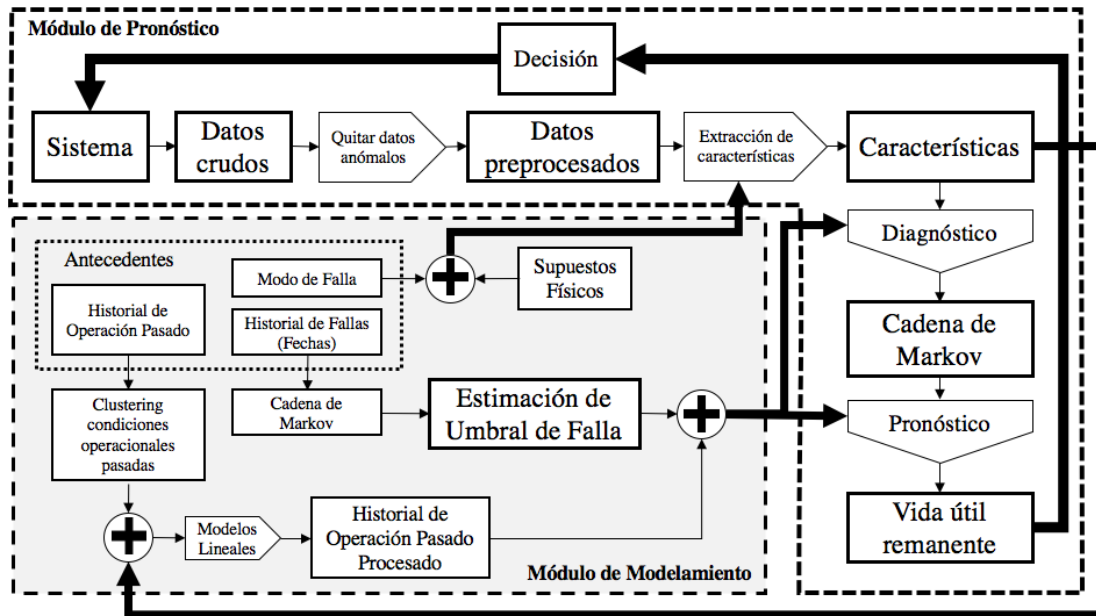 Módulo de Pronóstico
Decisión
Sistema
Datos
crudos
Quitar datos
anómalos
Datos
preprocesados
Extracción de
características
Características
Antecedentes
Modo de Falla
Supuestos
Físicos
Diagnóstico
Historial de
Operación Pasado
Historial de Fallas
(Fechas)
Cadena de
Markov
Clustering
condiciones
operacionales
pasadas
Cadena de
Markov
Estimación de
Umbral de Falla
Pronóstico
Modelos
Lineales
Historial de
Operación Pasado
Procesado
Vida útil
remanente
Módulo de Modelamiento